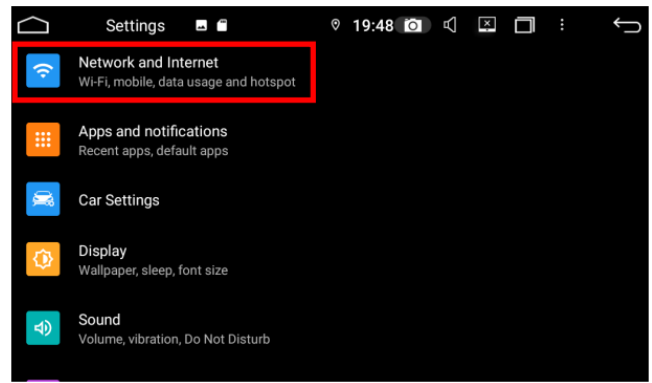 Settings
19:48
Network and Internet
Wi-Fi, mobile, data usage and hotspot
Apps and notifications
Recent apps, default apps
Car Settings
Display
Wallpaper, sleep, font size
Sound
Volume, vibration, Do Not Disturb